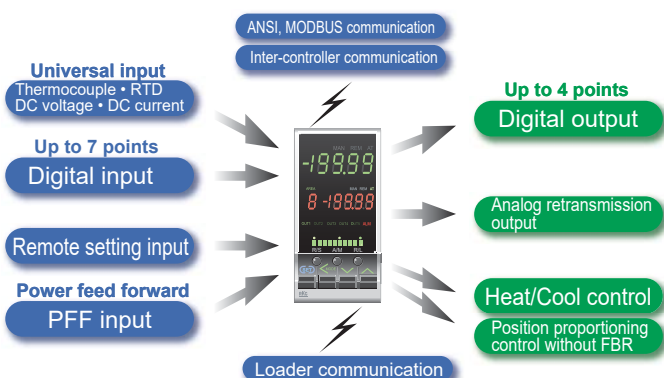 ANSI, MODBUS communication
Inter-controller communication
Universal input
Thermocouple • RTD
DC voltage • DC current
Up to 7 points
Digital input
Remote setting input
Power feed forward
PFF input
-199.99
8 -199.99
R/S A/M R/L
Up to 4 points
Digital output
Analog retransmission
output
Heat/Cool control
Position proportioning
control without FBR
Loader communication